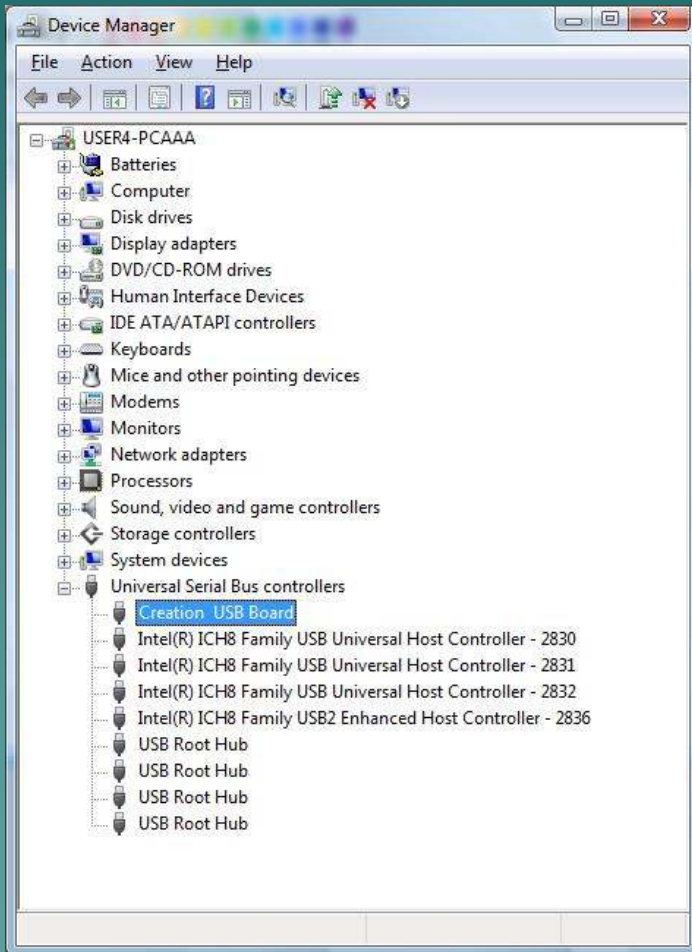 Device Manager
File Action View Help
USER4-PCAAA
Batteries
Computer
Disk drives
Display adapters
DVD/CD-ROM drives
Human Interface Devices
IDE ATA/ATAPI controllers
Keyboards
Mice and other pointing devices
Modems
Monitors
Network adapters
Processors
Sound, video and game controllers
Storage controllers
System devices
Universal Serial Bus controllers
Creation  USB Board
Intel(R) ICH8 Family USB Universal Host Controller - 2830
Intel(R) ICH8 Family USB Universal Host Controller - 2831
Intel(R) ICH8 Family USB Universal Host Controller - 2832
Intel(R) ICH8 Family USB2 Enhanced Host Controller - 2836
USB Root Hub
USB Root Hub
USB Root Hub
USB Root Hub